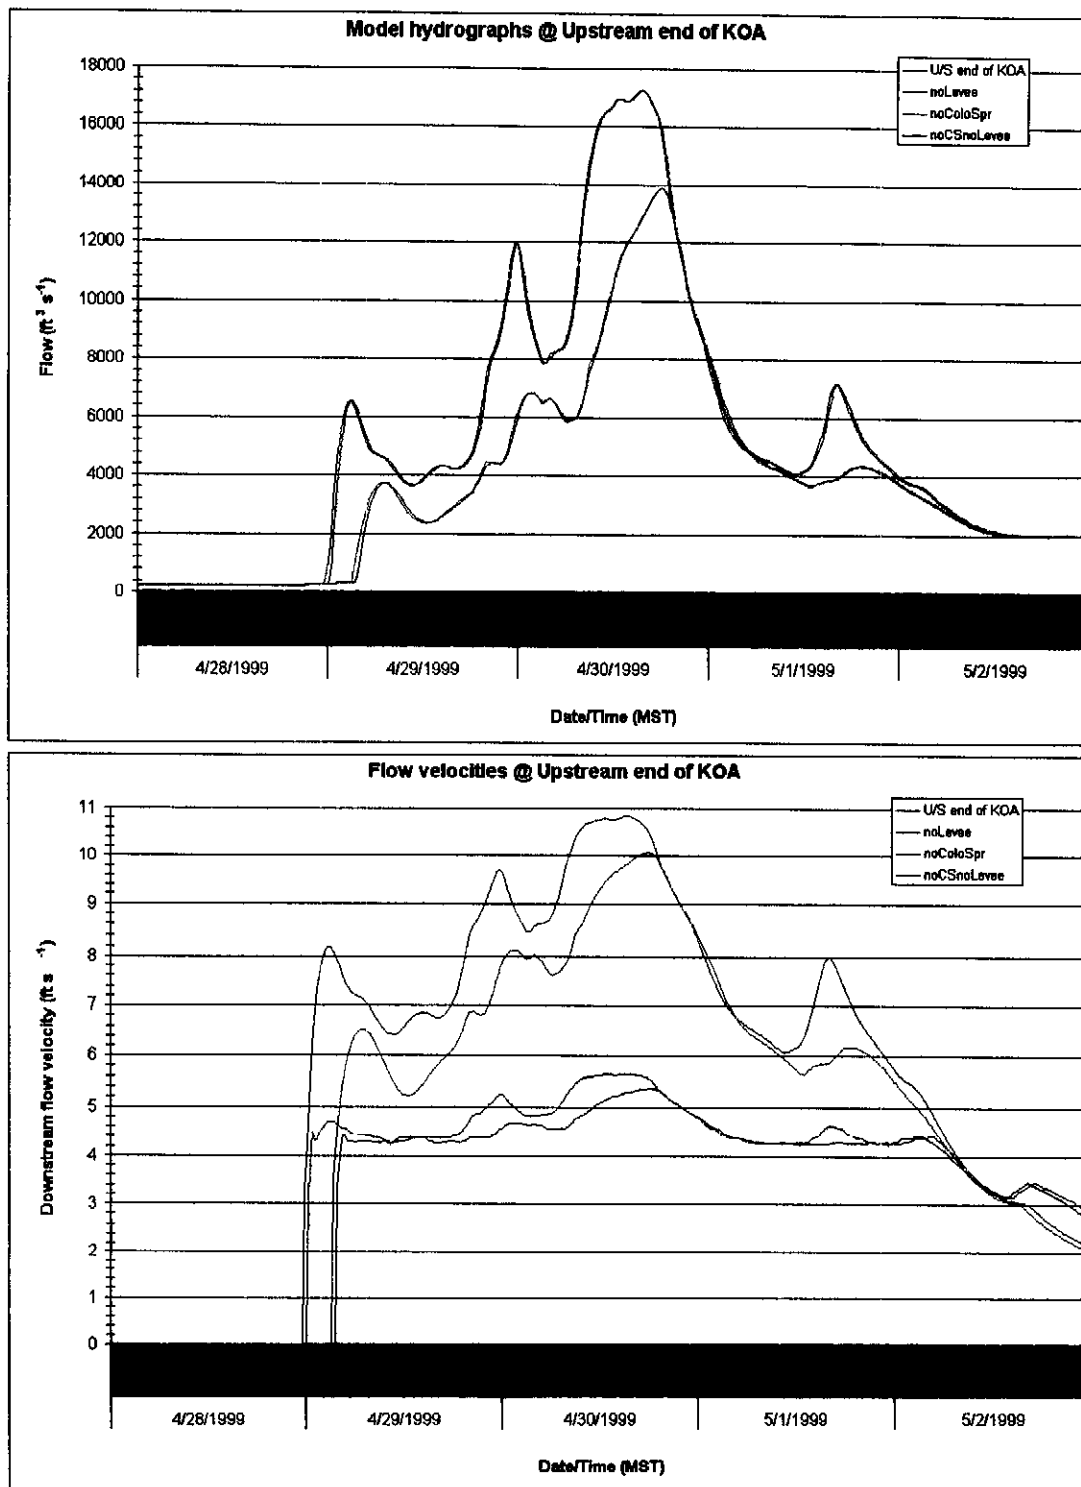 Model hydrographs @ Upstream end of KOA
18000
16000
14000
12000
10000
8000
6000
4000
2000
0
Flow (ft³ s⁻¹)
U/S end of KOA
noLevee
noColoSpr
noCSnoLevee
4/28/1999
4/29/1999
4/30/1999
5/1/1999
5/2/1999
Date/Time (MST)
Flow velocities @ Upstream end of KOA
11
10
9
8
7
6
5
4
3
2
1
0
Downstream flow velocity (ft s⁻¹)
U/S end of KOA
noLevee
noColoSpr
noCSnoLevee
4/28/1999
4/29/1999
4/30/1999
5/1/1999
5/2/1999
Date/Time (MST)